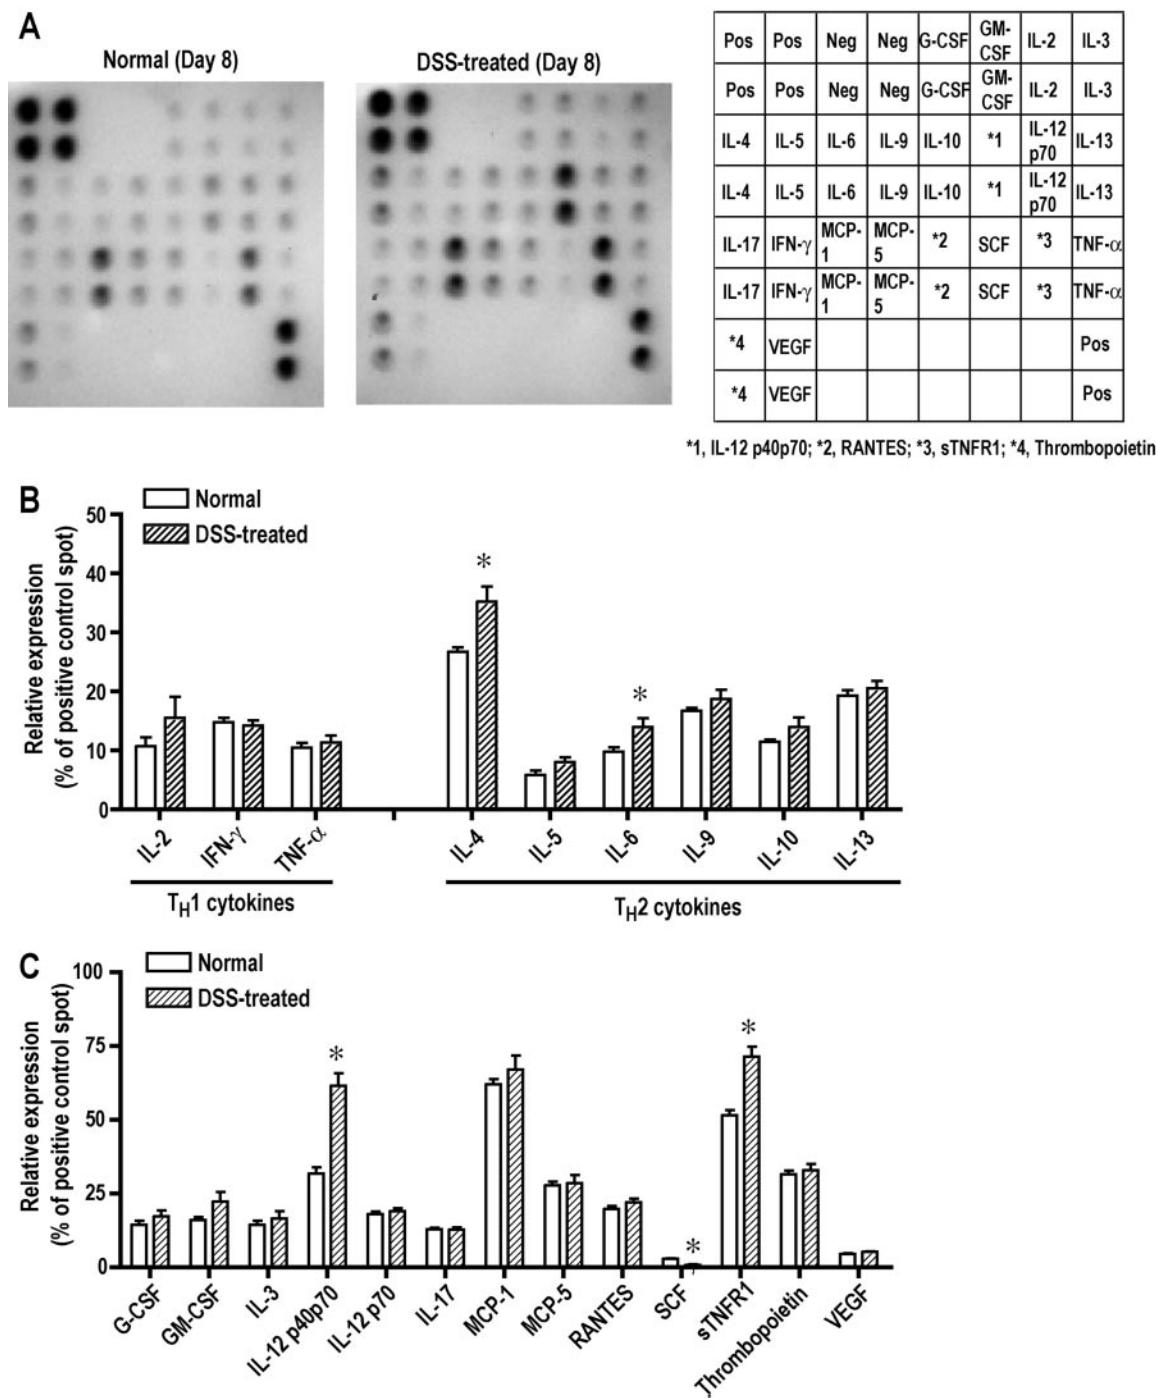 A
Normal (Day 8)
DSS-treated (Day 8)
Pos Pos Neg Neg G-CSF GM-CSF IL-2 IL-3
Pos Pos Neg Neg G-CSF GM-CSF IL-2 IL-3
IL-4 IL-5 IL-6 IL-9 IL-10 *1 IL-12 p70 IL-13
IL-4 IL-5 IL-6 IL-9 IL-10 *1 IL-12 p70 IL-13
IL-17 IFN-γ MCP-1 MCP-5 *2 SCF *3 TNF-α
IL-17 IFN-γ MCP-1 MCP-5 *2 SCF *3 TNF-α
*4 VEGF Pos
*4 VEGF Pos
*1, IL-12 p40p70; *2, RANTES; *3, sTNFR1; *4, Thrombopoietin
B
Normal
DSS-treated
Relative expression
(% of positive control spot)
50
40
30
20
10
0
*
*
IL-2 IFN-γ TNF-α IL-4 IL-5 IL-6 IL-9 IL-10 IL-13
TH1 cytokines
TH2 cytokines
C
Normal
DSS-treated
Relative expression
(% of positive control spot)
100
75
50
25
0
*
*
*
G-CSF GM-CSF IL-3 IL-12 p40p70 IL-12 p70 IL-17 MCP-1 MCP-5 RANTES SCF sTNFR1 Thrombopoietin VEGF